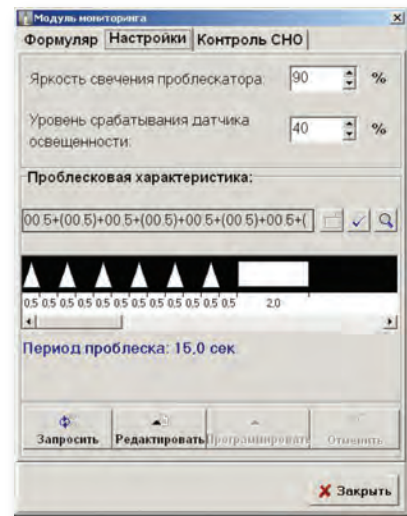 Модуль мониторинга
Формуляр Настройки Контроль СНО
Яркость свечения проблескатора: 90 %
Уровень срабатывания датчика
освещенности: 40 %
Проблесковая характеристика:
00.5+(00.5)+00.5+(00.5)+00.5+(00.5)+00.5+(
0.5 0.5 0.5 0.5 0.5 0.5 0.5 0.5 0.5 0.5 0.5 2.0
Период проблеска: 15.0 сек
Запросить Редактировать Программировать Отменить
Закрыть